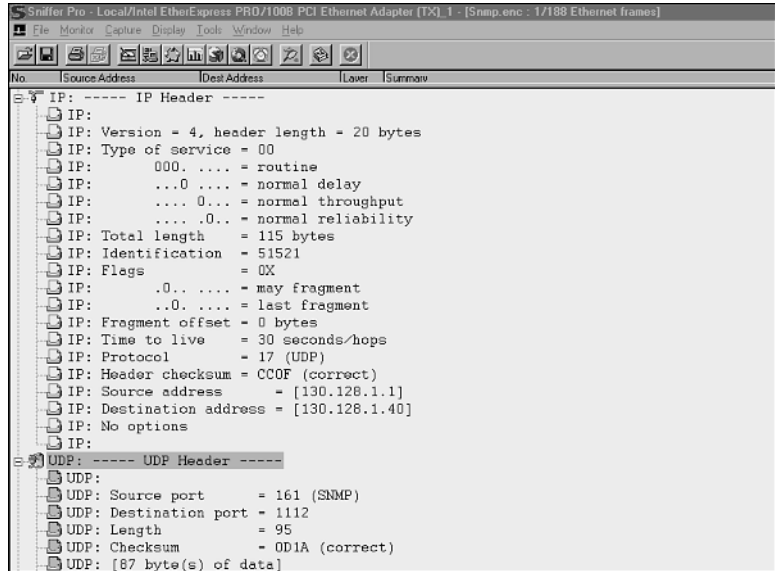 Sniffer Pro - Local/Intel EtherExpress PRO/1008 PCI Ethernet Adapter (TX)_1 - [Snmp.enc : 1/188 Ethernet frames]
File Monitor Capture Display Tools Window Help
No. Source Address Dest Address Layer Summary
IP: ----- IP Header -----
IP:
IP: Version = 4, header length = 20 bytes
IP: Type of service = 00
IP: 000. .... = routine
IP: ...0 .... = normal delay
IP: .... 0... = normal throughput
IP: .... .0.. = normal reliability
IP: Total length = 115 bytes
IP: Identification = 51521
IP: Flags = 0X
IP: .0.. .... = may fragment
IP: ..0. .... = last fragment
IP: Fragment offset = 0 bytes
IP: Time to live = 30 seconds/hops
IP: Protocol = 17 (UDP)
IP: Header checksum = CC0F (correct)
IP: Source address = [130.128.1.1]
IP: Destination address = [130.128.1.40]
IP: No options
IP:
UDP: ----- UDP Header -----
UDP:
UDP: Source port = 161 (SNMP)
UDP: Destination port = 1112
UDP: Length = 95
UDP: Checksum = 0D1A (correct)
UDP: [87 byte(s) of data]